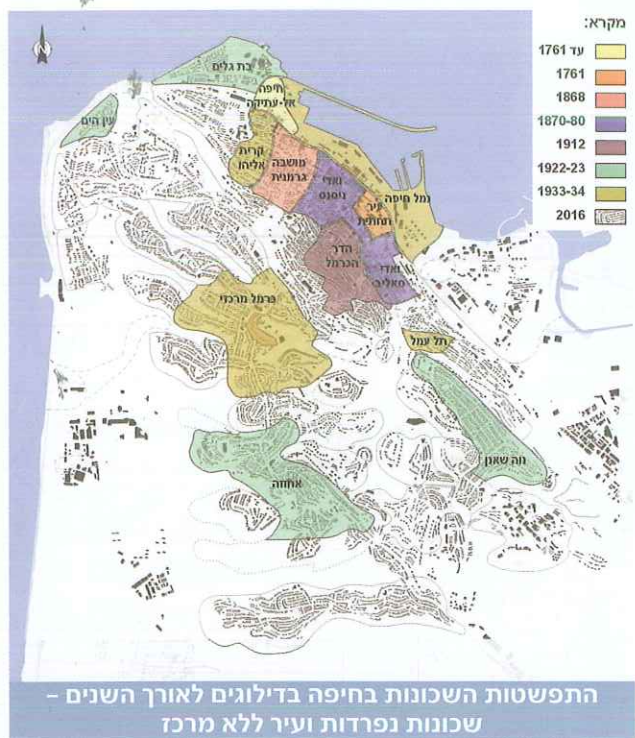 מקרא:
עד 1761
1761
1868
1870-80
1912
1922-23
1933-34
2016
N
בת גלים
חיפה
אל-עתיקה
עין הים
קרית
אליהו
מושבה
גרמנית
ואדי
ניסנס
עיר
תחתית
נמל חיפה
הדר
הכרמל
ואדי
סאליב
כרמל מרכזי
תל עמל
נוה שאנן
אחוזה
התפשטות השכונות בחיפה בדילוגים לאורך השנים –
שכונות נפרדות ועיר ללא מרכז